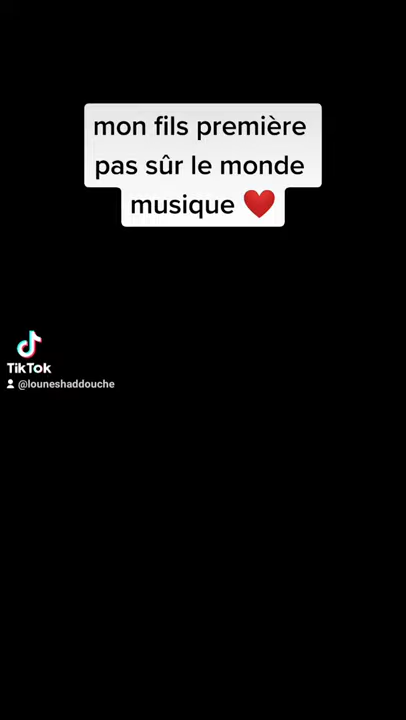 mon fils première
pas sûr le monde
musique ❤️
TikTok
@louneshaddouche